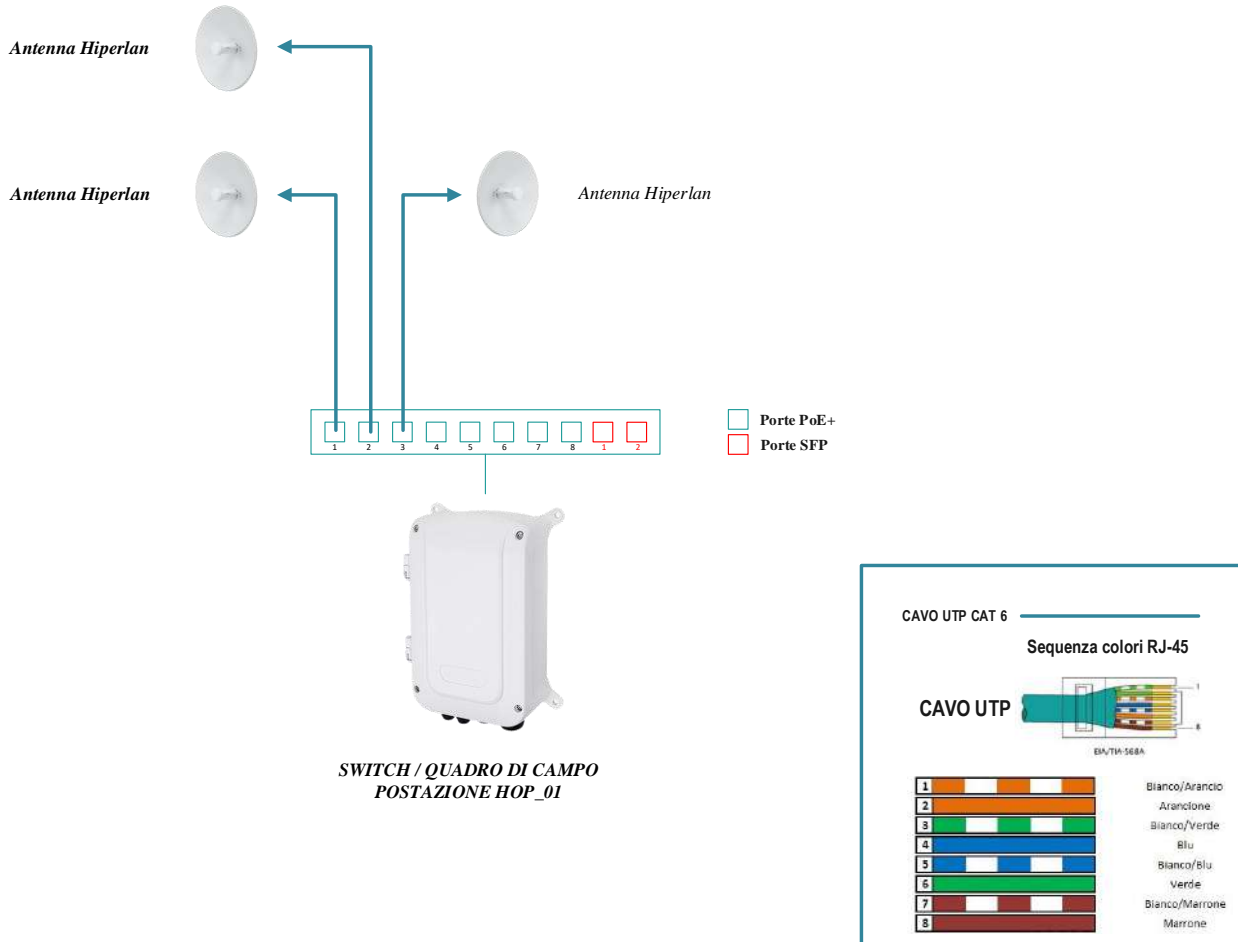 Antenna Hiperlan
Antenna Hiperlan
Antenna Hiperlan
1 2 3 4 5 6 7 8 1 2
Porte PoE+
Porte SFP
SWITCH / QUADRO DI CAMPO
POSTAZIONE HOP_01
CAVO UTP CAT 6
Sequenza colori RJ-45
CAVO UTP
1
8
EIA/TIA-568A
1 Bianco/Arancio
2 Arancione
3 Bianco/Verde
4 Blu
5 Bianco/Blu
6 Verde
7 Bianco/Marrone
8 Marrone